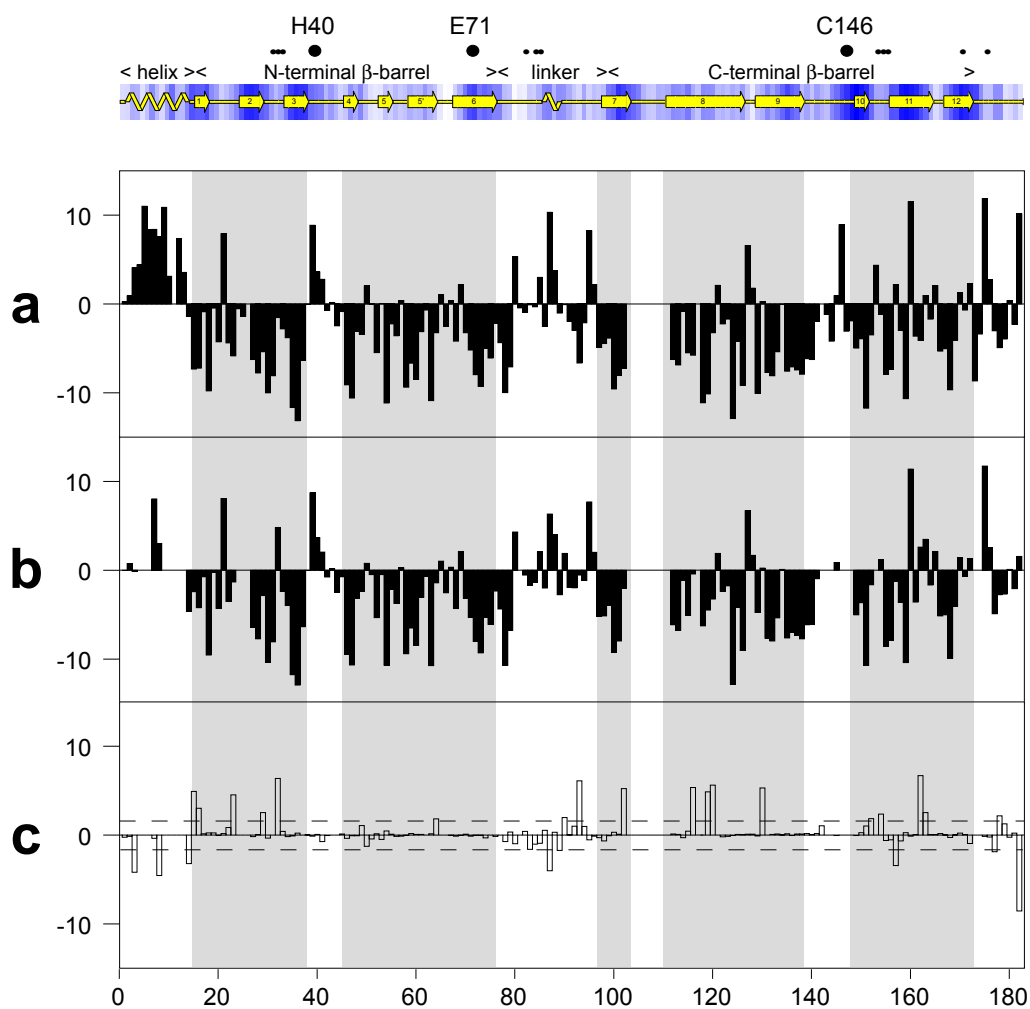 H40 E71 C146
< helix >< N-terminal β-barrel >< linker >< C-terminal β-barrel >
1 2 3 4 5 5' 6 7 8 9 10 11 12
10
a 0
-10
10
b 0
-10
10
c 0
-10
0 20 40 60 80 100 120 140 160 180